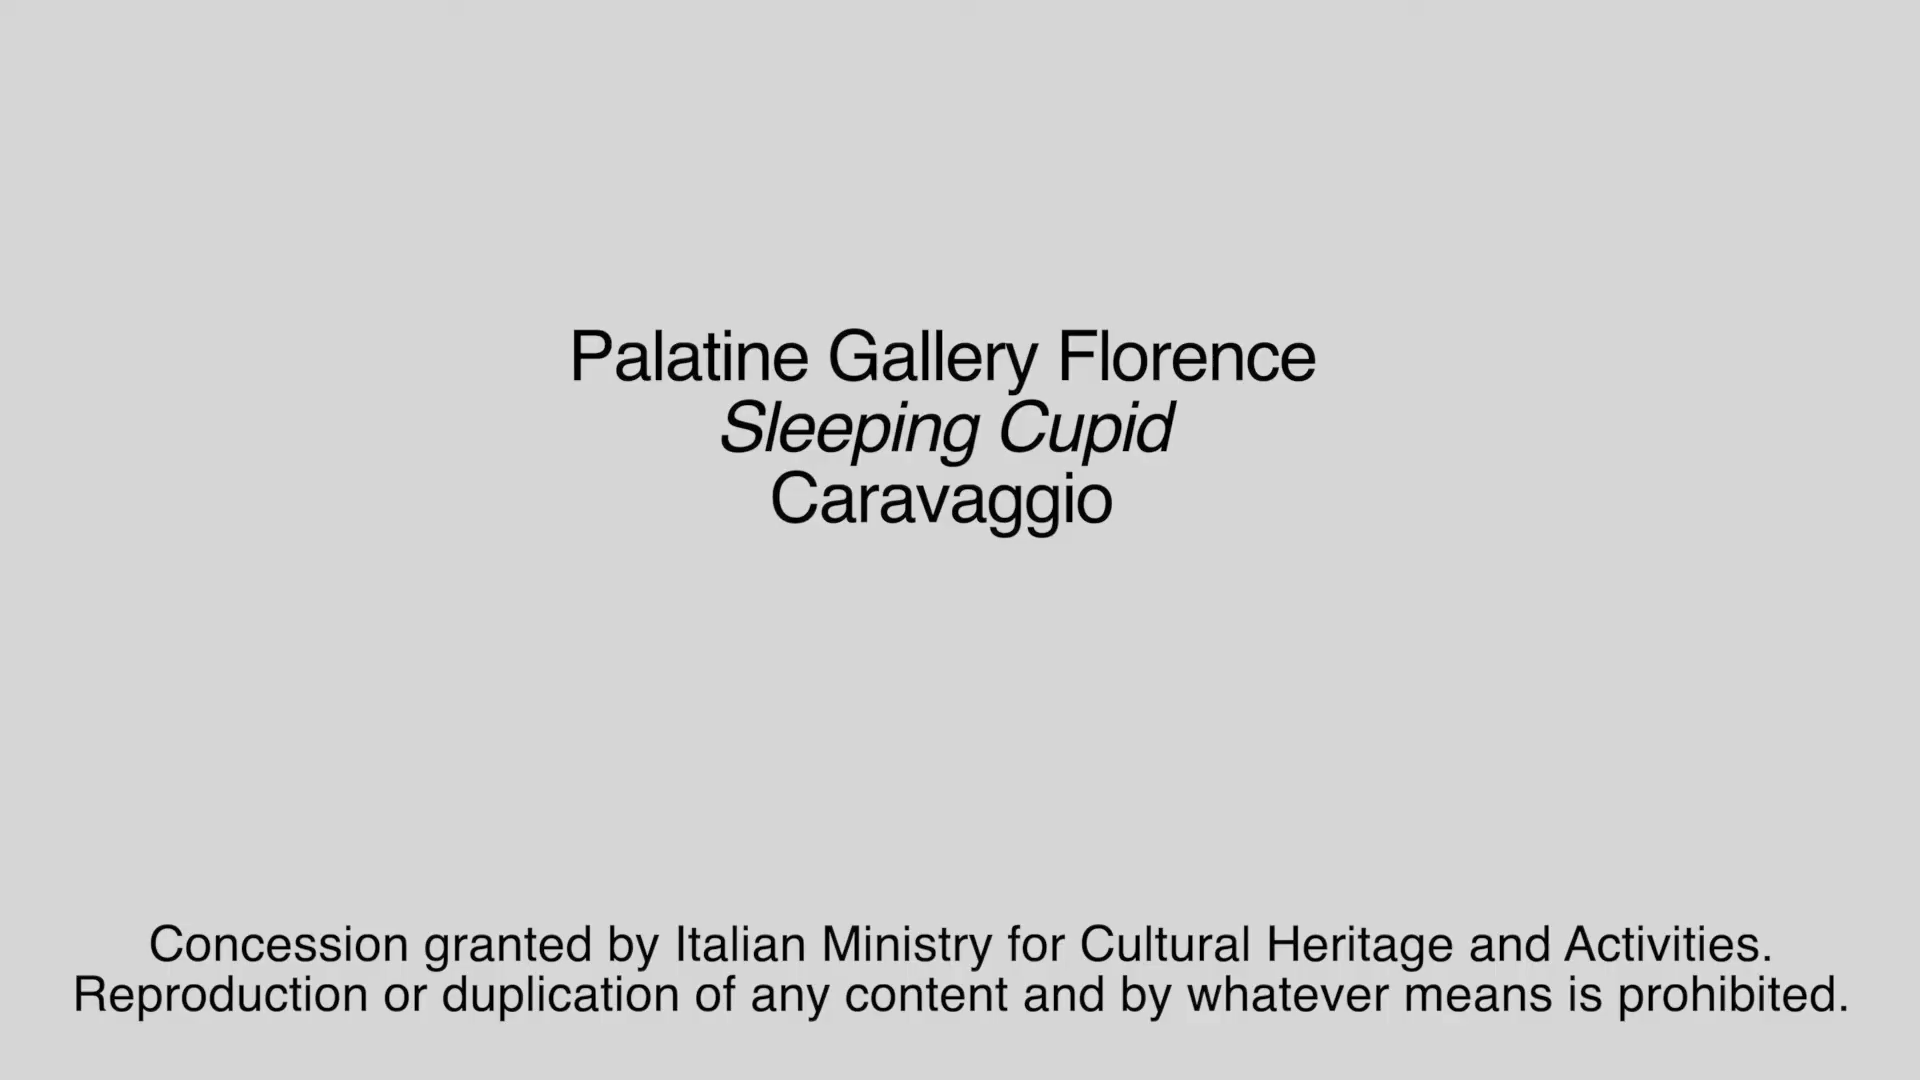 Palatine Gallery Florence
Sleeping Cupid
Caravaggio
Concession granted by Italian Ministry for Cultural Heritage and Activities.
Reproduction or duplication of any content and by whatever means is prohibited.